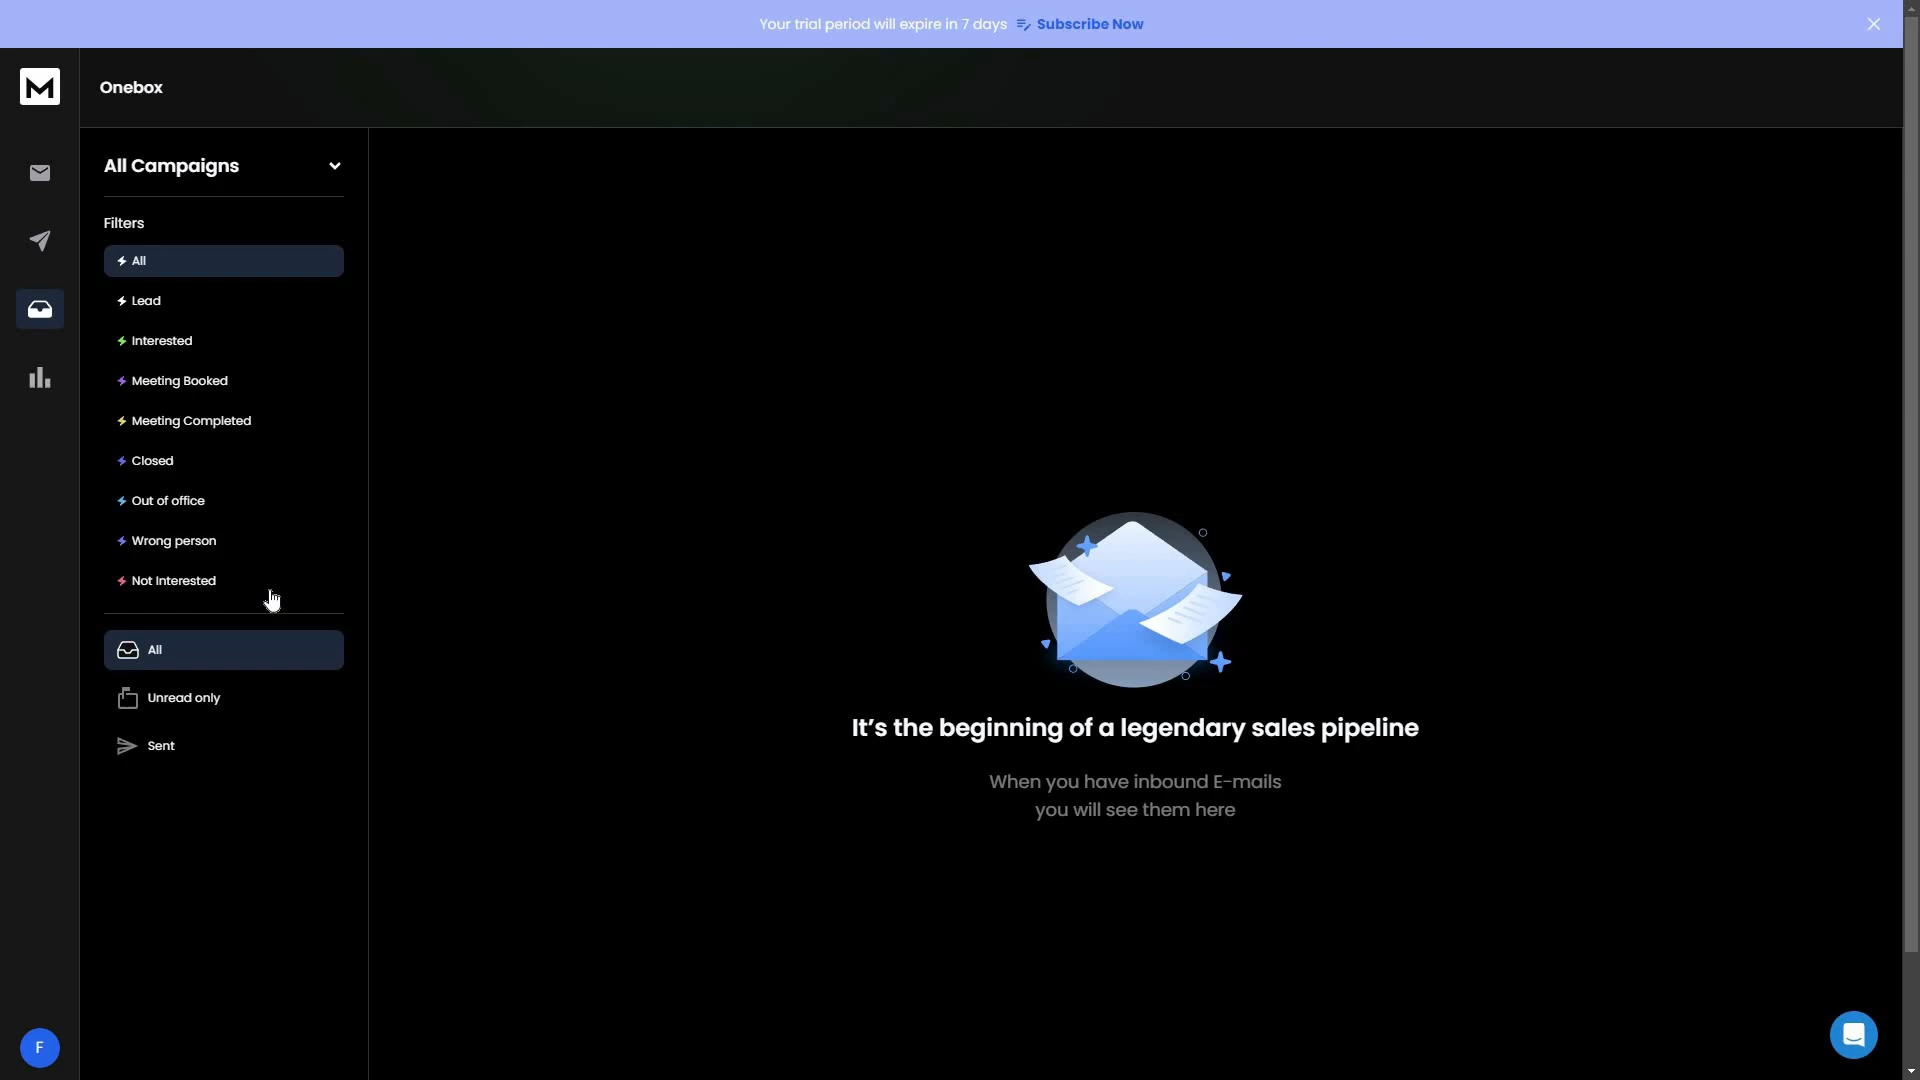 Your trial period will expire in 7 days Subscribe Now
M
Onebox
All Campaigns
Filters
All
Lead
Interested
Meeting Booked
Meeting Completed
Closed
Out of office
Wrong person
Not Interested
All
Unread only
Sent
It’s the beginning of a legendary sales pipeline
When you have inbound E-mails
you will see them here
F